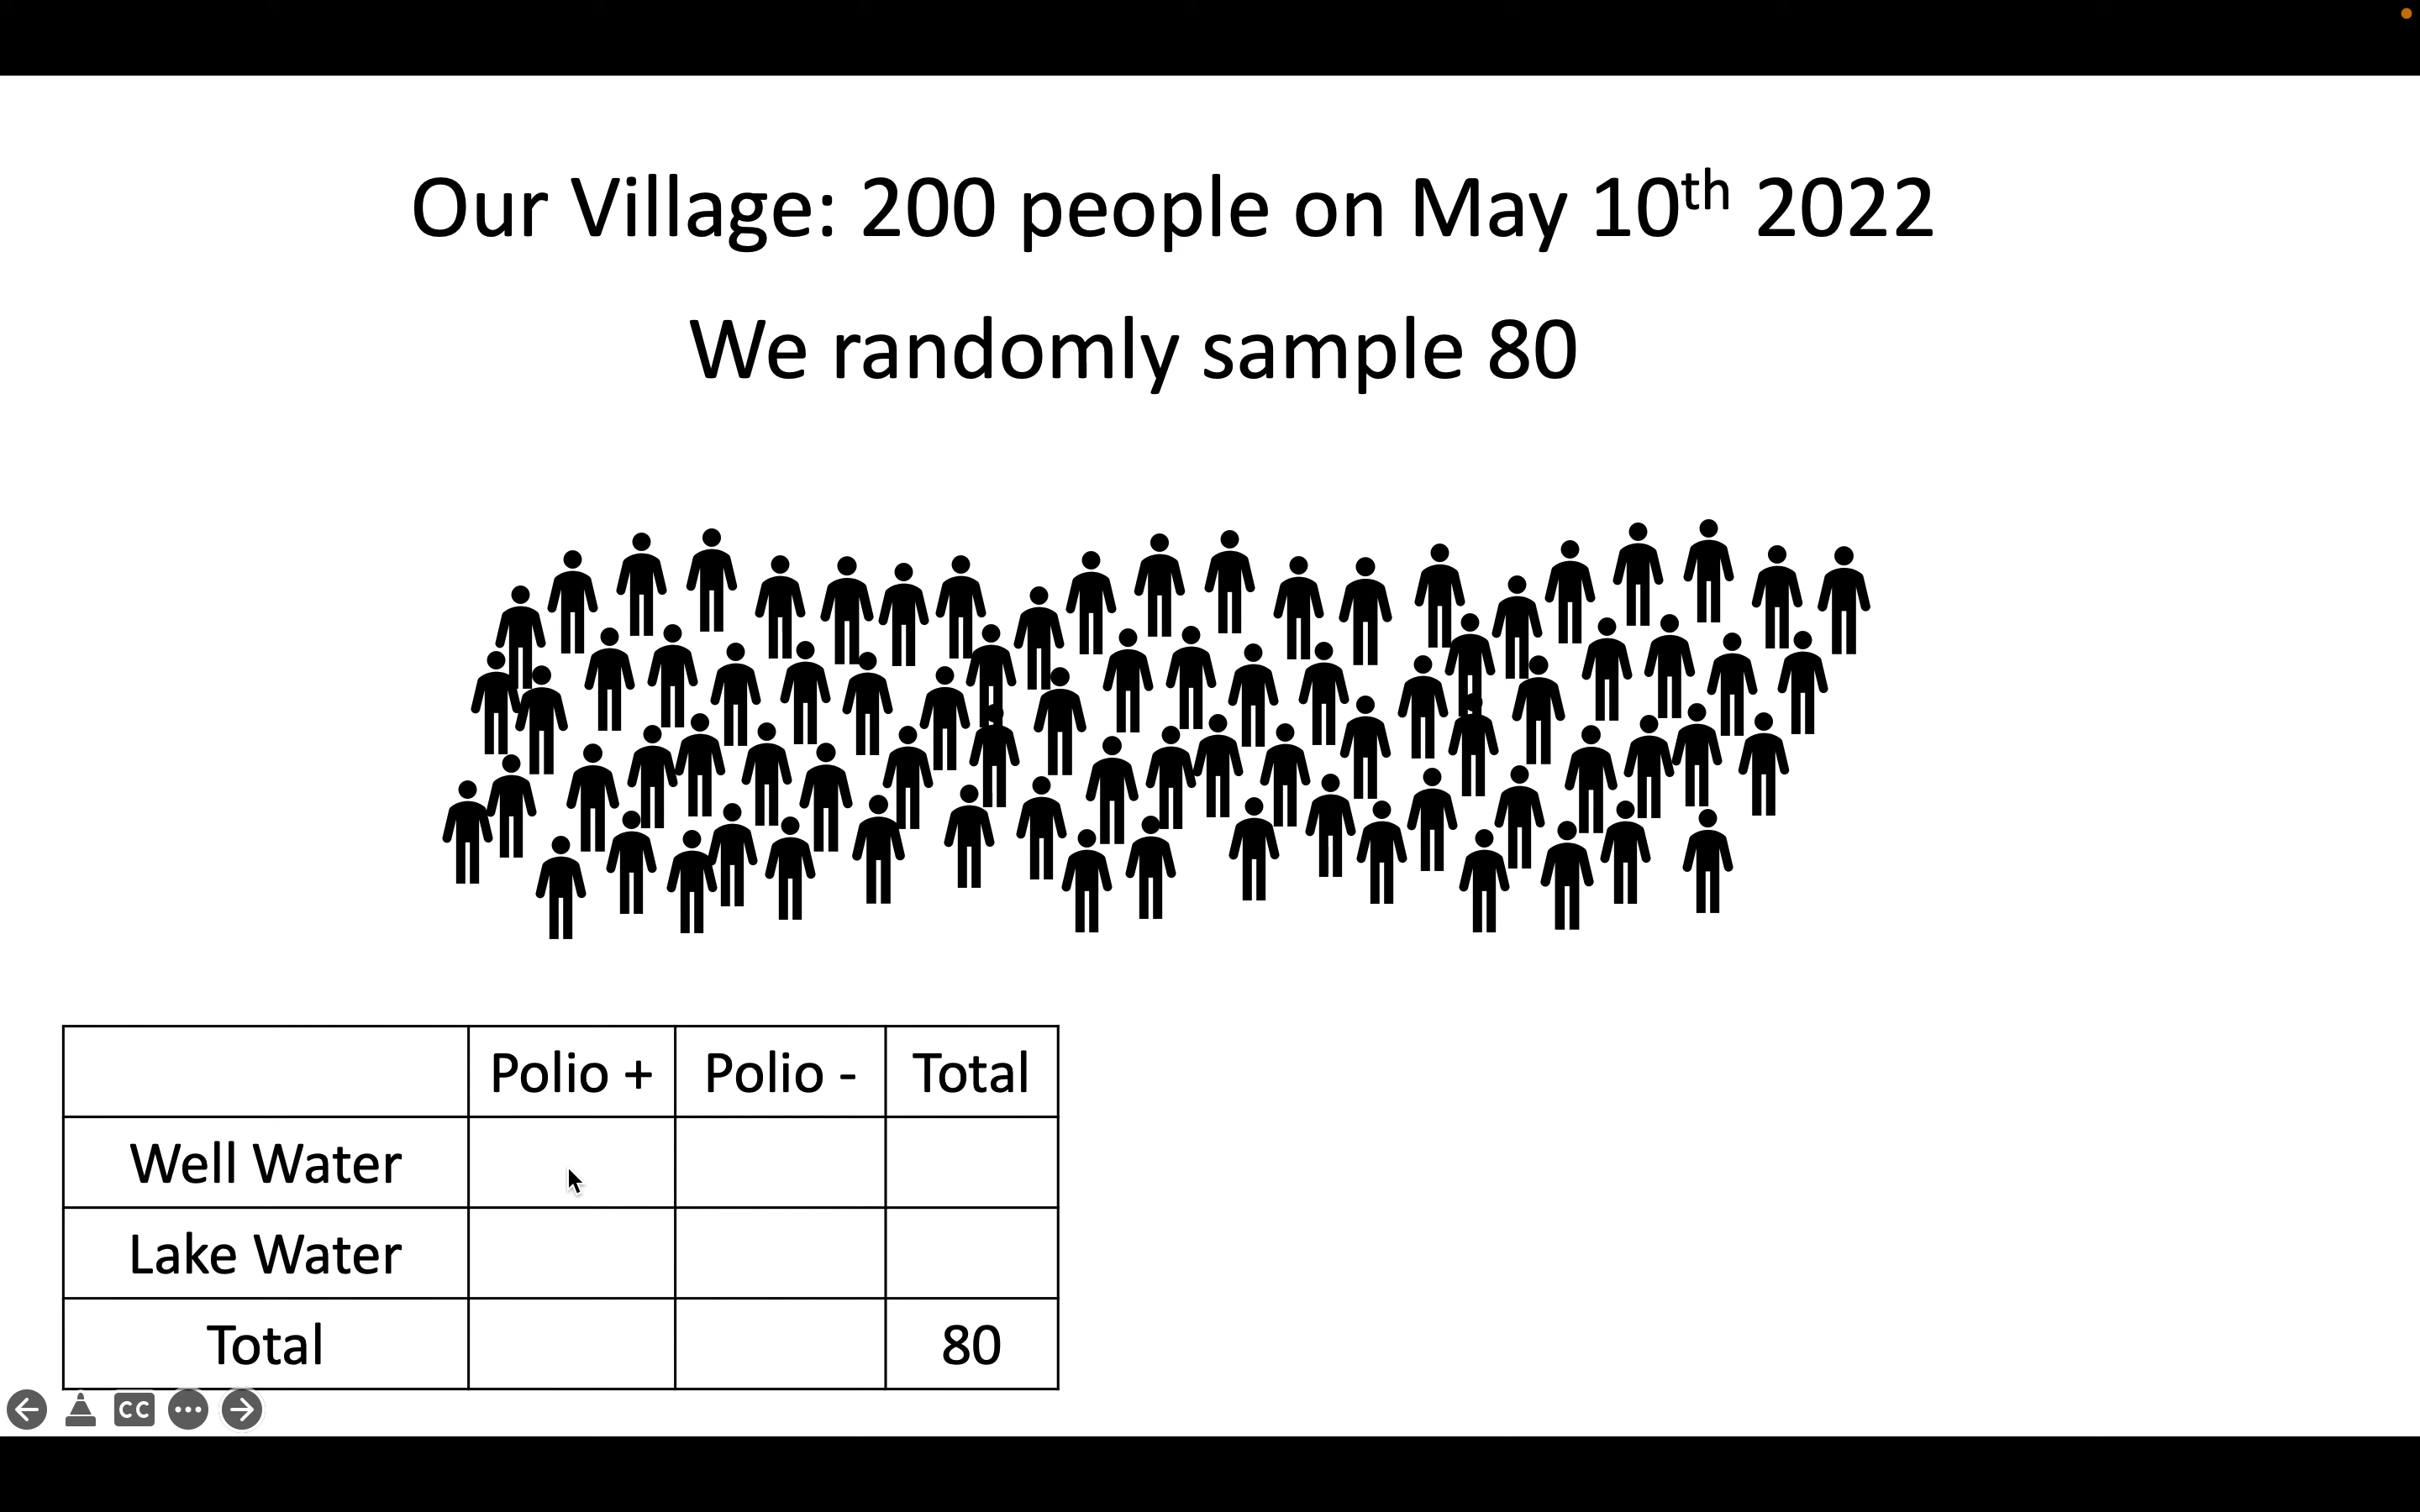 Our Village: 200 people on May 10th 2022
We randomly sample 80
Polio + Polio - Total
Well Water
Lake Water
Total 80
CC